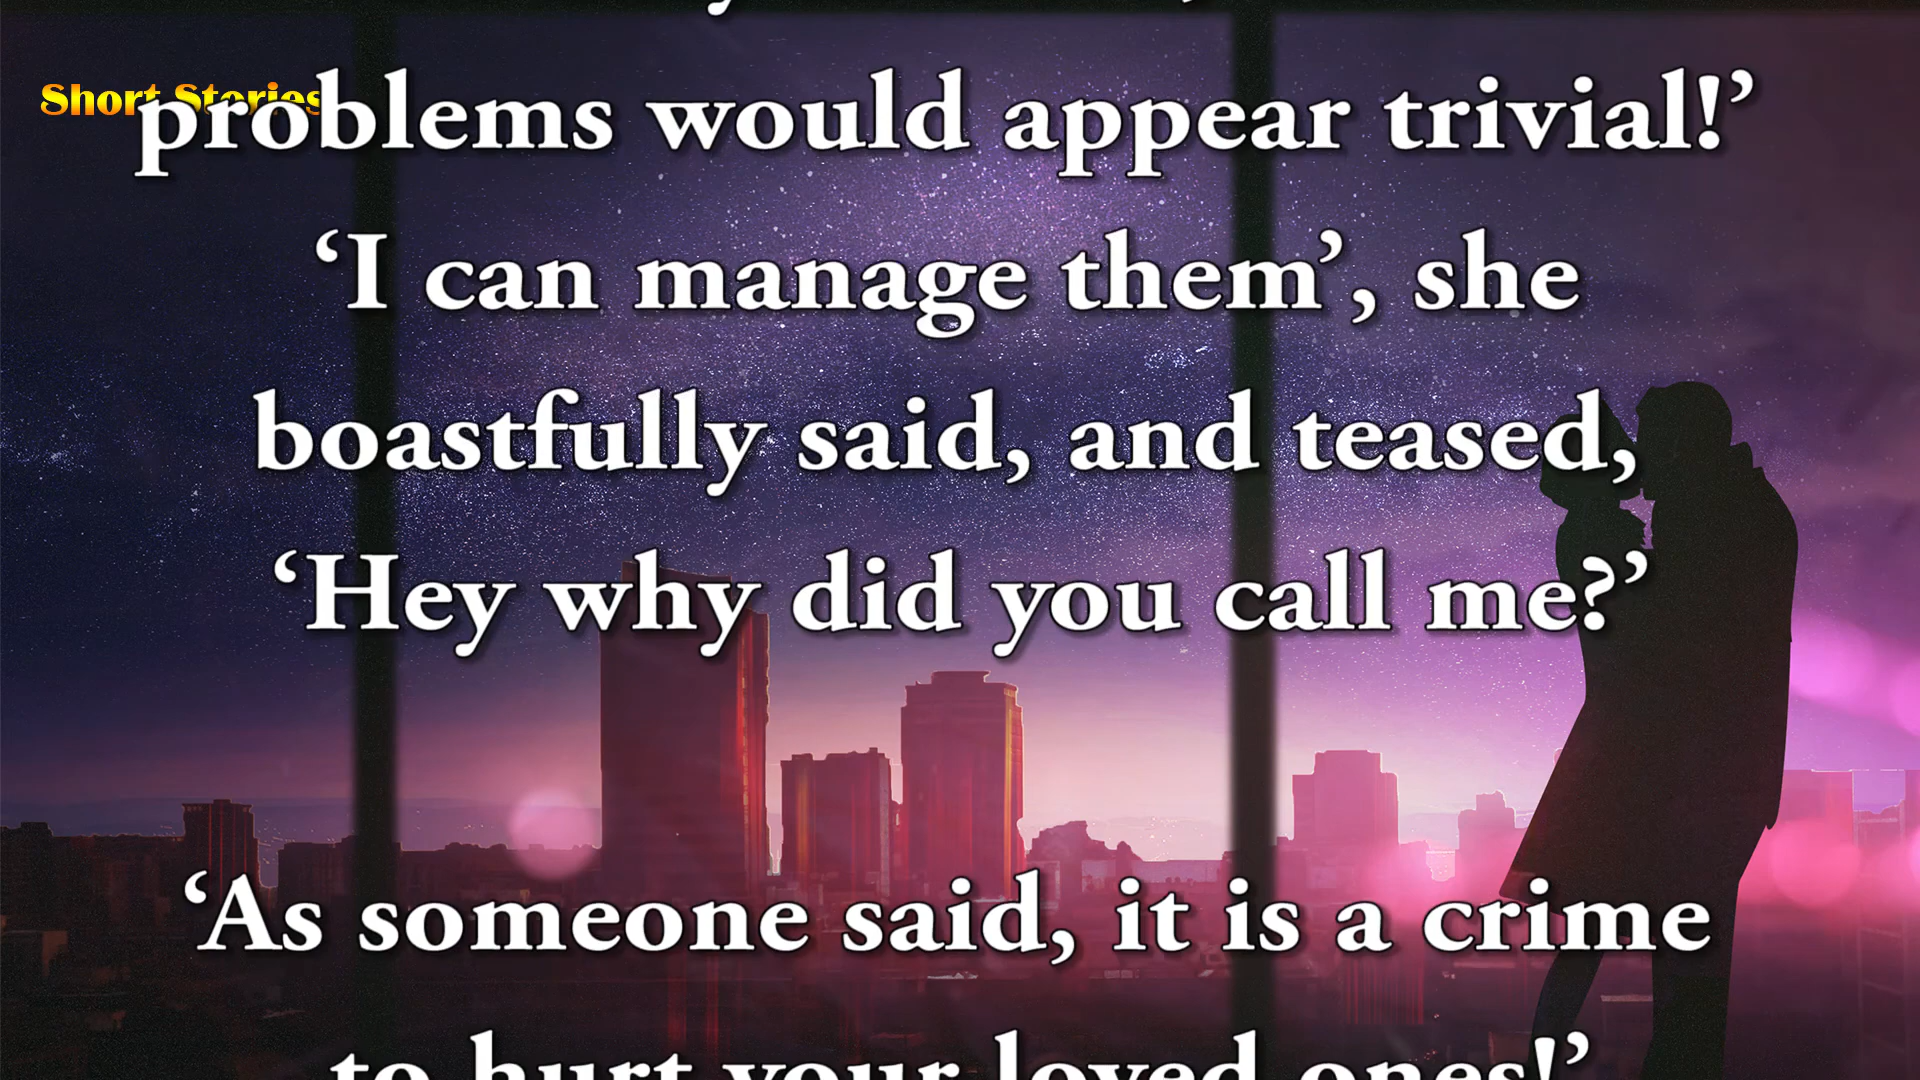 Short Stories
problems would appear trivial!’
‘I can manage them’, she
boastfully said, and teased,
‘Hey why did you call me?’
‘As someone said, it is a crime
to hurt your loved ones!’